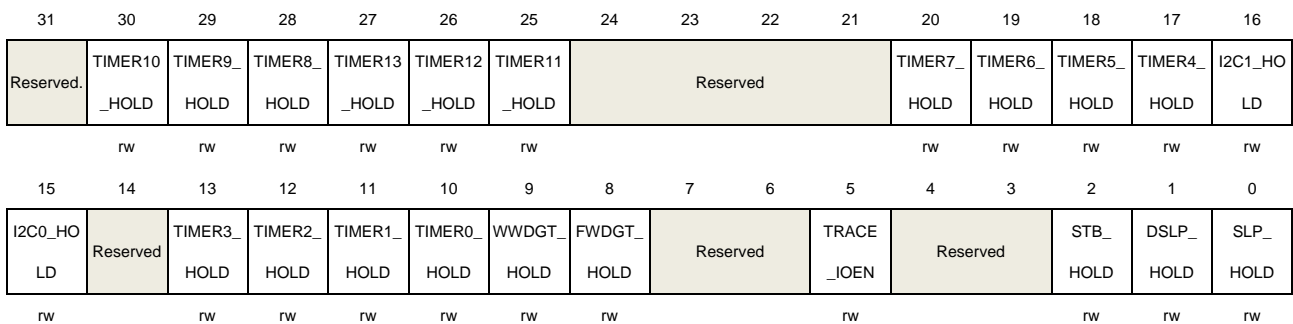 31 30 29 28 27 26 25 24 23 22 21 20 19 18 17 16
Reserved. TIMER10 _HOLD TIMER9_ HOLD TIMER8_ HOLD TIMER13 _HOLD TIMER12 _HOLD TIMER11 _HOLD Reserved TIMER7_ HOLD TIMER6_ HOLD TIMER5_ HOLD TIMER4_ HOLD I2C1_HO LD
rw rw rw rw rw rw rw rw rw rw rw
15 14 13 12 11 10 9 8 7 6 5 4 3 2 1 0
I2C0_HO LD Reserved TIMER3_ HOLD TIMER2_ HOLD TIMER1_ HOLD TIMER0_ HOLD WWDGT_ HOLD FWDGT_ HOLD Reserved TRACE _IOEN Reserved STB_ HOLD DSLP_ HOLD SLP_ HOLD
rw rw rw rw rw rw rw rw rw rw rw